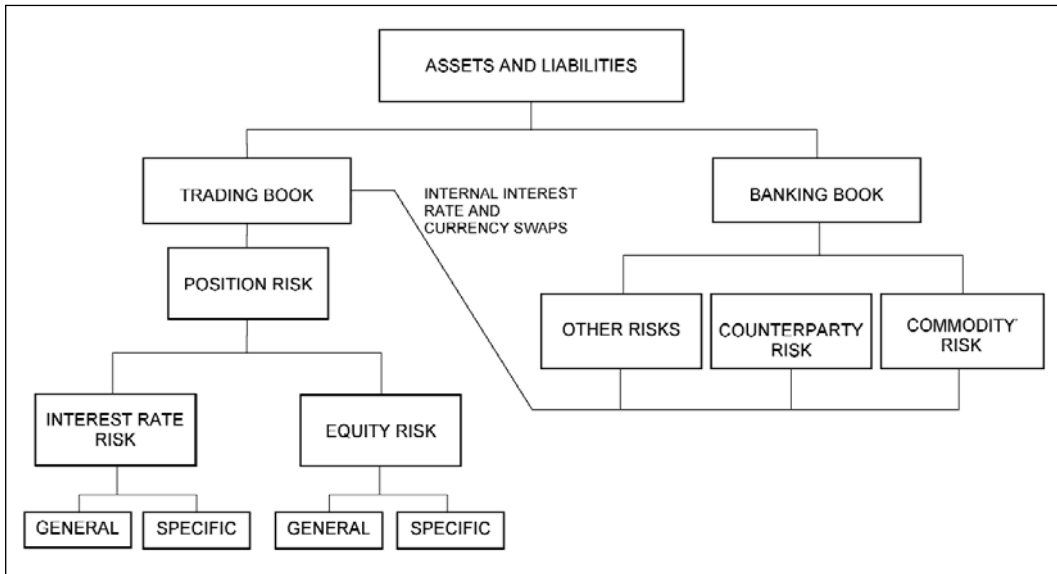 ASSETS AND LIABILITIES
TRADING BOOK
INTERNAL INTEREST
RATE AND
CURRENCY SWAPS
BANKING BOOK
POSITION RISK
OTHER RISKS
COUNTERPARTY
RISK
COMMODITY
RISK
INTEREST RATE
RISK
EQUITY RISK
GENERAL
SPECIFIC
GENERAL
SPECIFIC